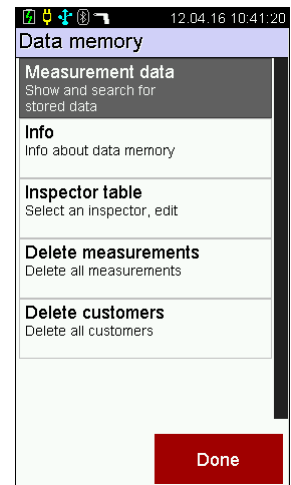 12.04.16 10:41:20
Data memory
Measurement data
Show and search for
stored data
Info
Info about data memory
Inspector table
Select an inspector, edit
Delete measurements
Delete all measurements
Delete customers
Delete all customers
Done